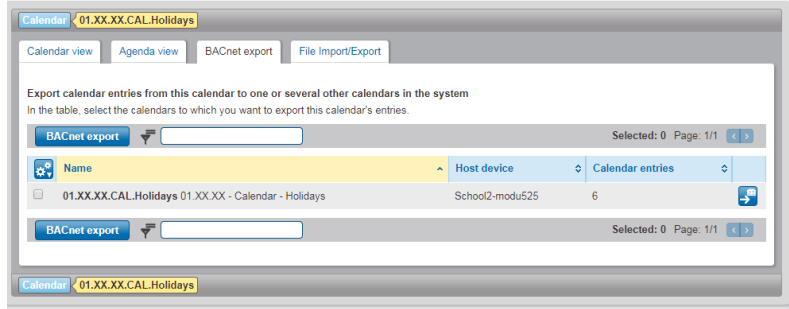 Calendar 01.XX.XX.CAL.Holidays
Calendar view Agenda view BACnet export File Import/Export
Export calendar entries from this calendar to one or several other calendars in the system
In the table, select the calendars to which you want to export this calendar's entries.
BACnet export Selected: 0 Page: 1/1 < >
Name Host device Calendar entries
01.XX.XX.CAL.Holidays 01.XX.XX - Calendar - Holidays School2-modu525 6
BACnet export Selected: 0 Page: 1/1 < >
Calendar 01.XX.XX.CAL.Holidays